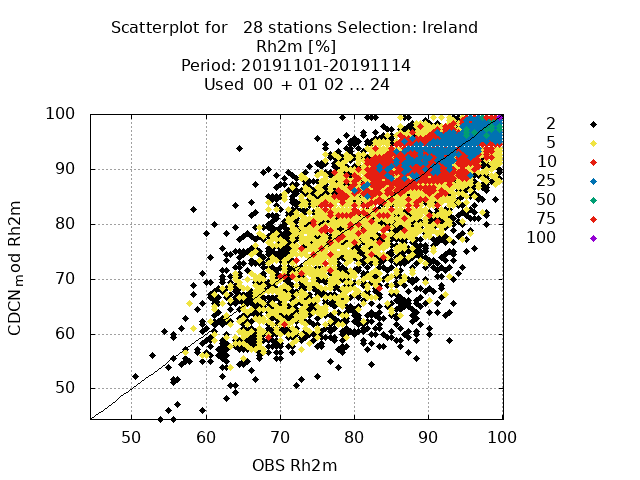 Scatterplot for 28 stations Selection: Ireland
Rh2m [%]
Period: 20191101-20191114
Used 00 + 01 02 ... 24
CDCN_mod Rh2m
100
90
80
70
60
50
50 60 70 80 90 100
OBS Rh2m
2
5
10
25
50
75
100